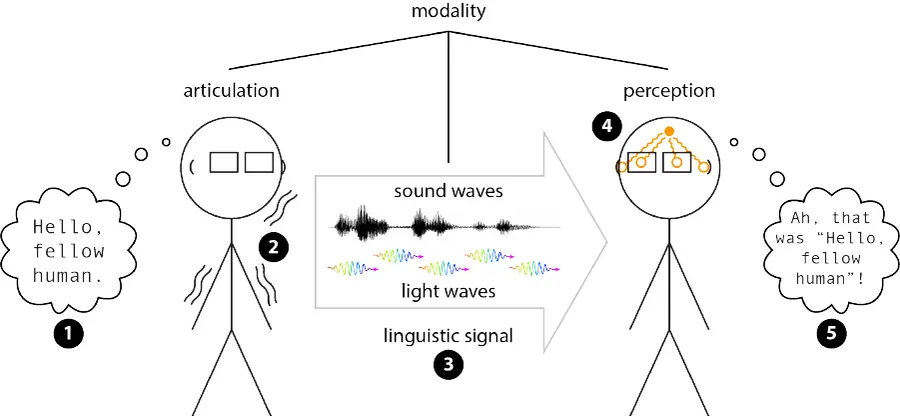 modality
articulation
perception
4
Hello,
fellow
human.
1
2
sound waves
light waves
linguistic signal
3
Ah, that
was “Hello,
fellow
human”!
5